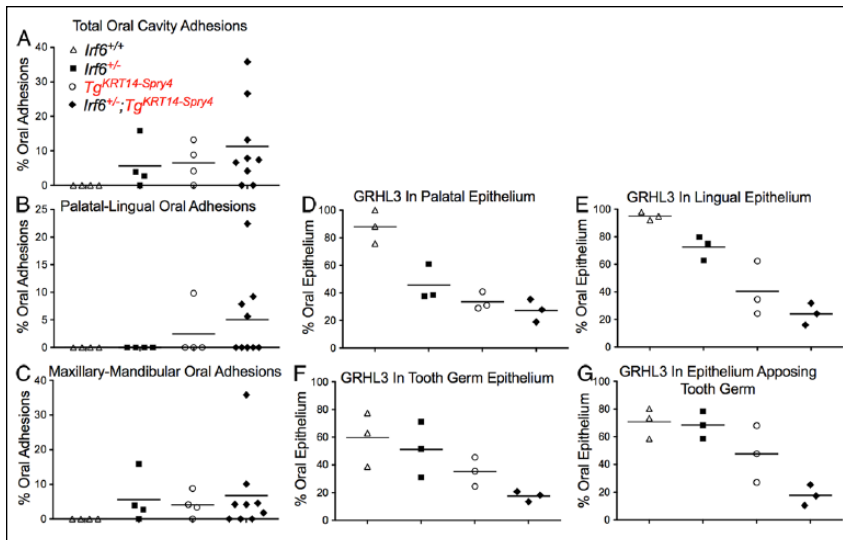 A
Total Oral Cavity Adhesions
% Oral Adhesions
40
30
20
10
0
Irf6+/+
Irf6+/-
TgKRT14-Spry4
Irf6+/-;TgKRT14-Spry4
B
Palatal-Lingual Oral Adhesions
% Oral Adhesions
25
20
15
10
5
0
C
Maxillary-Mandibular Oral Adhesions
% Oral Adhesions
40
30
20
10
0
D
GRHL3 In Palatal Epithelium
% Oral Epithelium
100
80
60
40
20
0
E
GRHL3 In Lingual Epithelium
% Oral Epithelium
100
80
60
40
20
0
F
GRHL3 In Tooth Germ Epithelium
% Oral Epithelium
100
80
60
40
20
0
G
GRHL3 In Epithelium Apposing
Tooth Germ
% Oral Epithelium
100
80
60
40
20
0